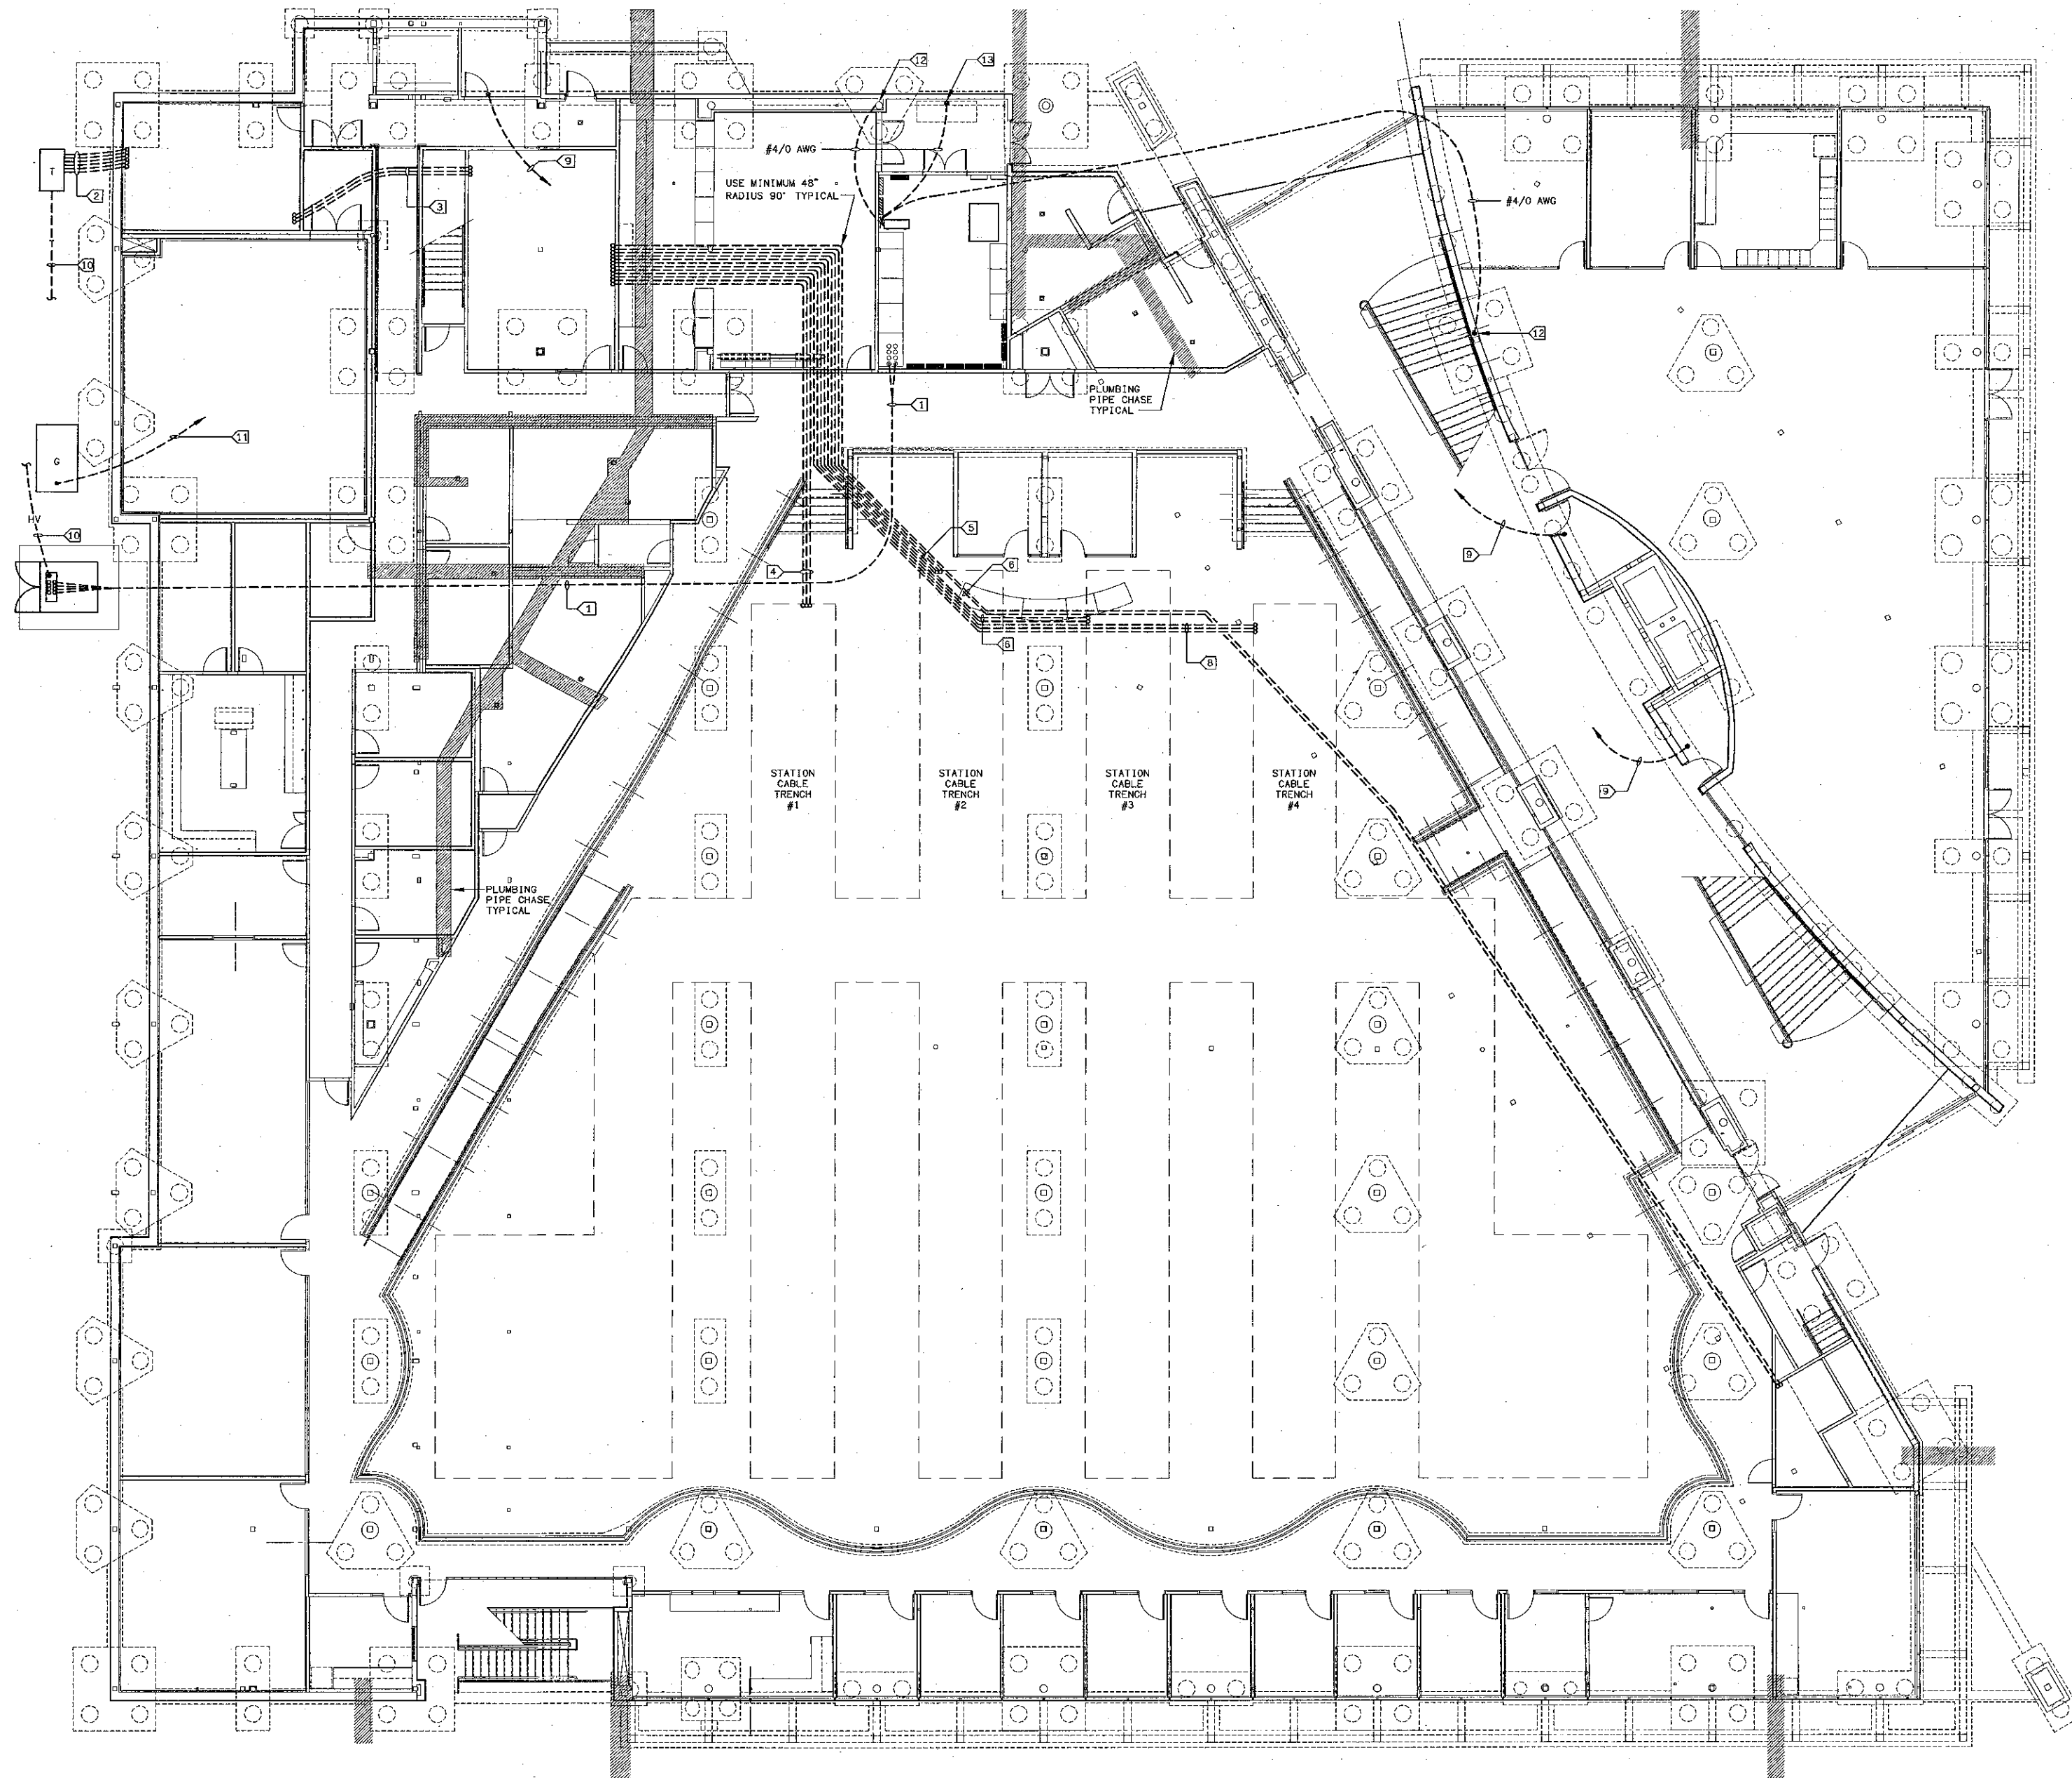 12
13
#4/0 AWG
T
2
9
3
USE MINIMUM 48"
RADIUS 90° TYPICAL
#4/0 AWG
10
12
PLUMBING
PIPE CHASE
TYPICAL
1
11
G
HV
10
5
9
4
6
1
6
8
STATION
CABLE
TRENCH
#1
STATION
CABLE
TRENCH
#2
STATION
CABLE
TRENCH
#3
STATION
CABLE
TRENCH
#4
9
PLUMBING
PIPE CHASE
TYPICAL